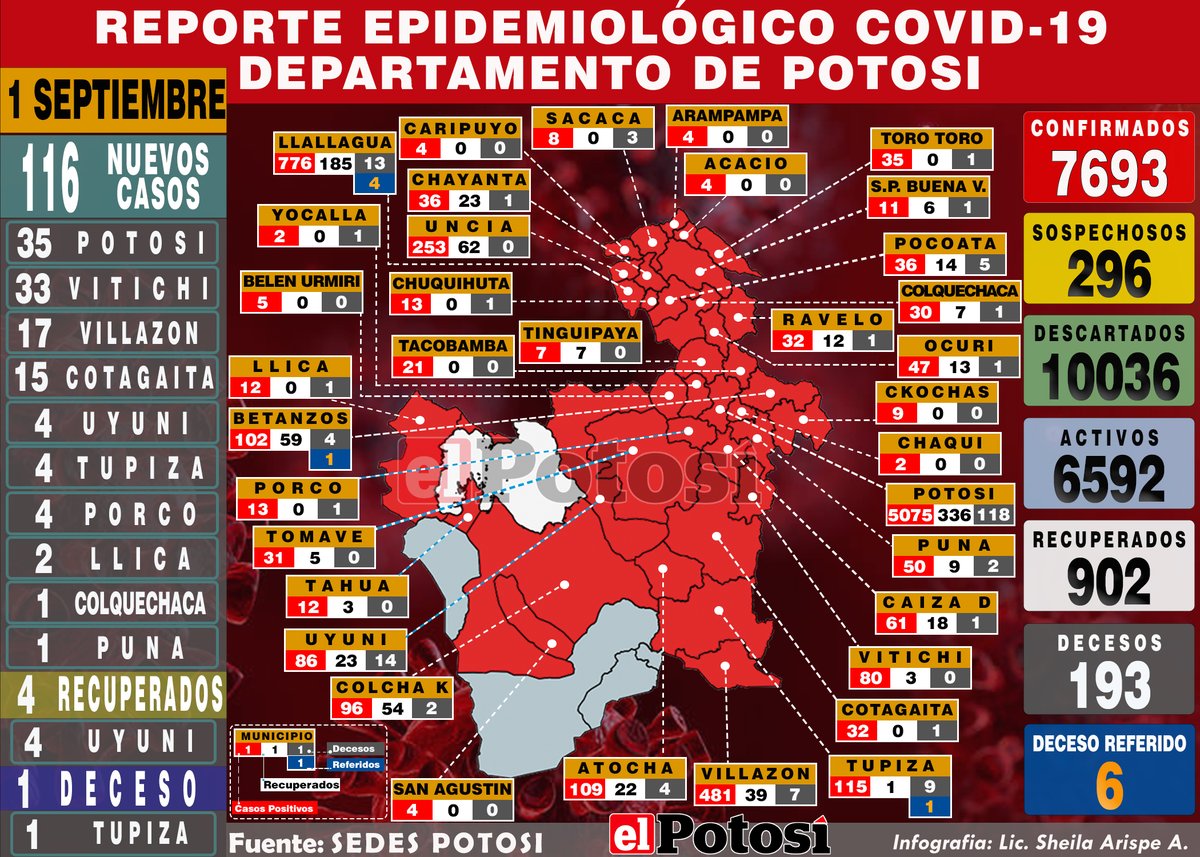 REPORTE EPIDEMIOLÓGICO COVID-19
DEPARTAMENTO DE POTOSI
1 SEPTIEMBRE
116 NUEVOS CASOS
35 POTOSI
33 VITICHI
17 VILLAZON
15 COTAGAITA
4 UYUNI
4 TUPIZA
4 PORCO
2 LLICA
1 COLQUECHACA
1 PUNA
4 RECUPERADOS
4 UYUNI
1 DECESO
1 TUPIZA
LLALLAGUA
776 185 13
4
CARIPUYO
4 0 0
SACACA
8 0 3
ARAMPAMPA
4 0 0
ACACIO
4 0 0
TORO TORO
35 0 1
CHAYANTA
36 23 1
S.P. BUENA V.
11 6 1
YOCALLA
2 0 1
UNCIA
253 62 0
POCOATA
36 14 5
BELEN URMIRI
5 0 0
CHUQUIHUTA
13 0 1
COLQUECHACA
30 7 1
TINGUIPAYA
7 7 0
RAVELO
32 12 1
TACOBAMBA
21 0 0
OCURI
47 13 1
LLICA
12 0 1
CKOCHAS
9 0 0
BETANZOS
102 59 4
1
CHAQUI
2 0 0
PORCO
13 0 1
POTOSI
5075 336 118
TOMAVE
31 5 0
PUNA
50 9 2
TAHUA
12 3 0
CAIZA D
61 18 1
UYUNI
86 23 14
VITICHI
80 3 0
COLCHA K
96 54 2
COTAGAITA
32 0 1
SAN AGUSTIN
4 0 0
ATOCHA
109 22 4
VILLAZON
481 39 7
TUPIZA
115 1 9
1
el Potosí
MUNICIPIO
1 1 1 Decesos
1 Referidos
Recuperados
Casos Positivos
CONFIRMADOS
7693
SOSPECHOSOS
296
DESCARTADOS
10036
ACTIVOS
6592
RECUPERADOS
902
DECESOS
193
DECESO REFERIDO
6
Fuente: SEDES POTOSI
el Potosí
Infografia: Lic. Sheila Arispe A.